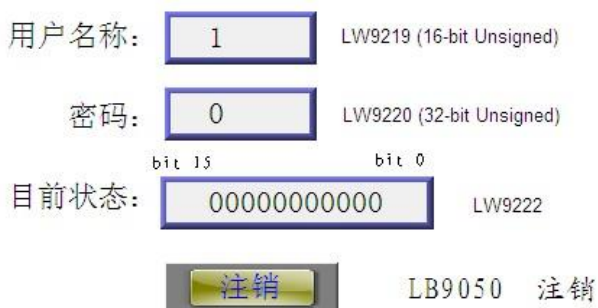 用户名称: 1 LW9219 (16-bit Unsigned)
密码: 0 LW9220 (32-bit Unsigned)
bit 15 bit 0
目前状态: 00000000000 LW9222
注销 LB9050 注销